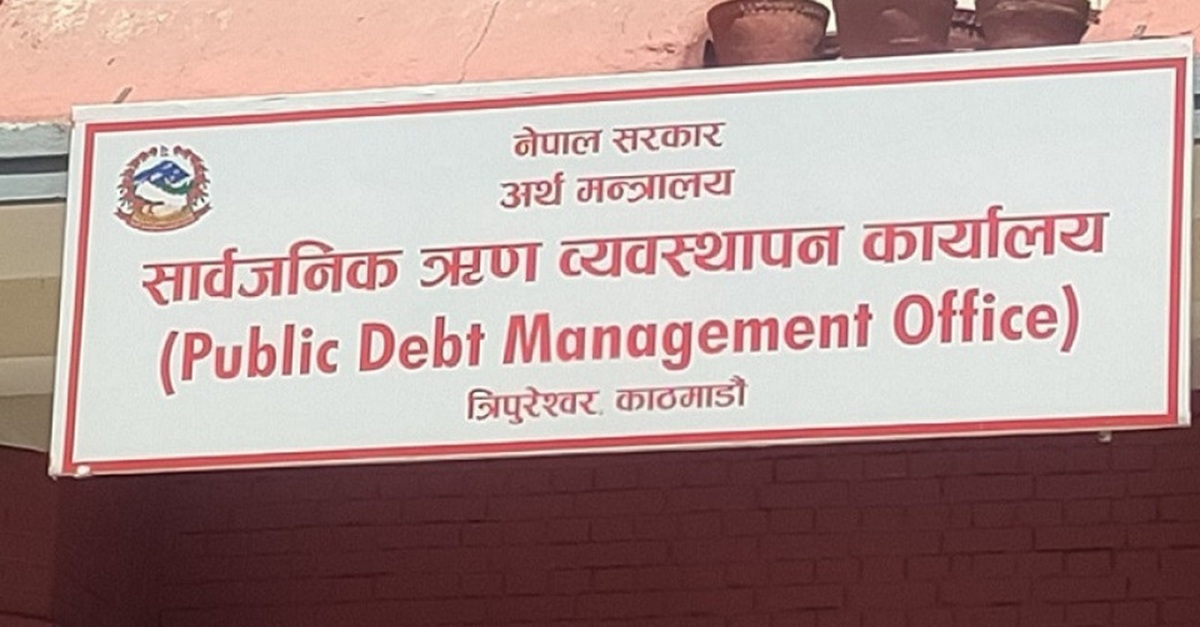 नेपाल सरकार
अर्थ मन्त्रालय
सार्वजनिक ऋण व्यवस्थापन कार्यालय
(Public Debt Management Office)
त्रिपुरेश्वर, काठमाडौं